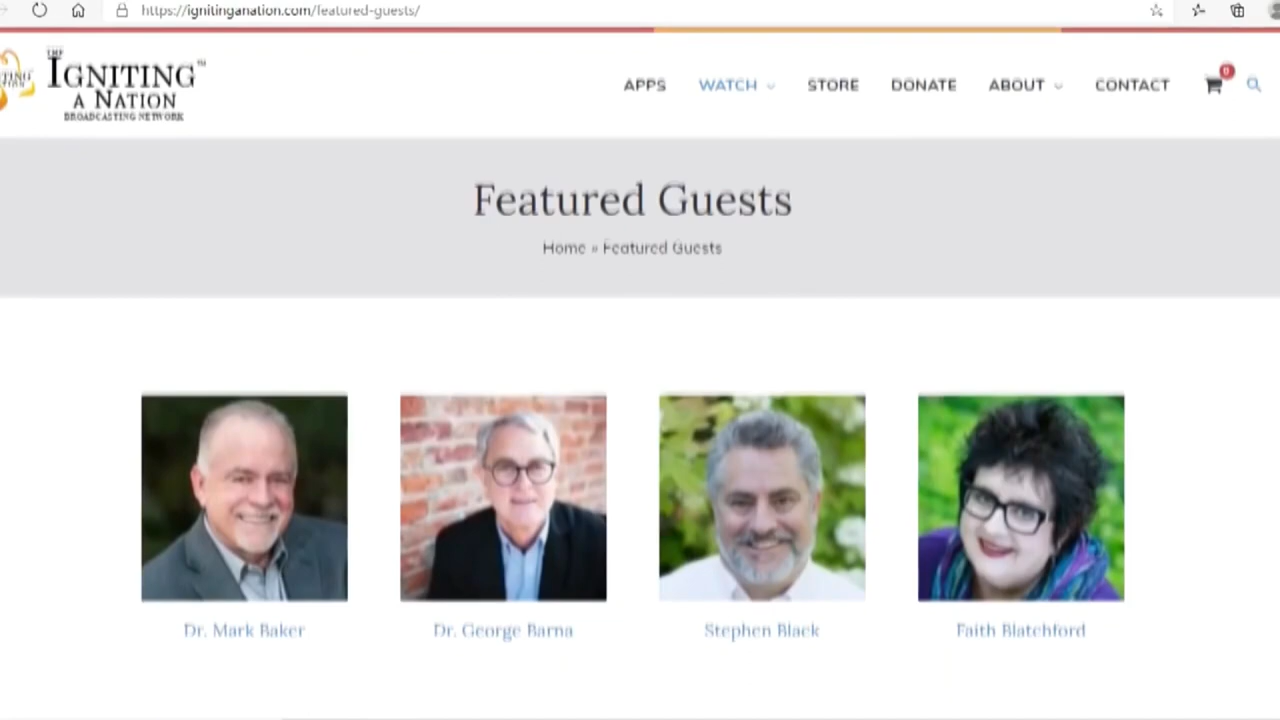 https://ignitinganation.com/featured-guests/
THE
IGNITING™
A NATION
BROADCASTING NETWORK
APPS
WATCH
STORE
DONATE
ABOUT
CONTACT
0
Featured Guests
Home » Featured Guests
Dr. Mark Baker
Dr. George Barna
Stephen Black
Faith Blatchford